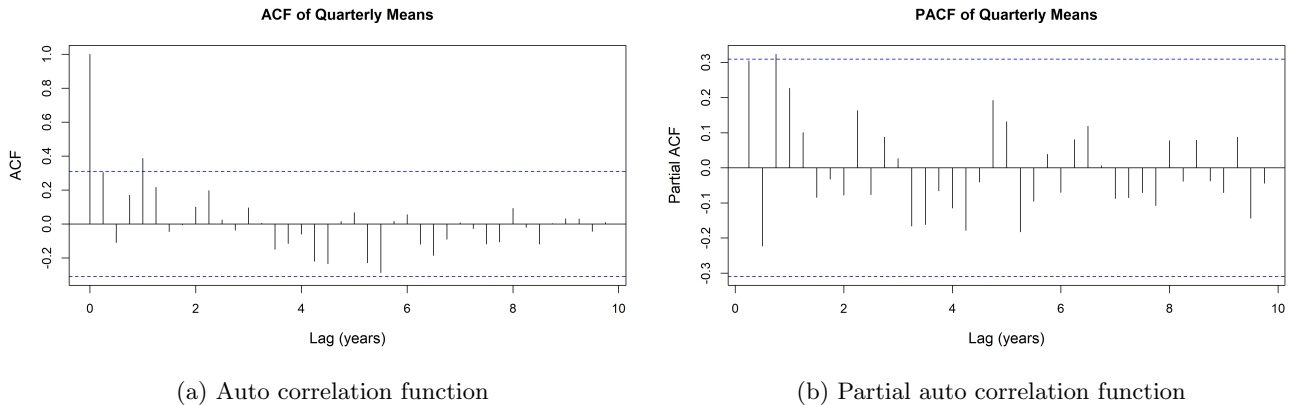 ACF of Quarterly Means
ACF
1.0
0.8
0.6
0.4
0.2
0.0
-0.2
0 2 4 6 8 10
Lag (years)
(a) Auto correlation function
PACF of Quarterly Means
Partial ACF
0.3
0.2
0.1
0.0
-0.1
-0.2
-0.3
0 2 4 6 8 10
Lag (years)
(b) Partial auto correlation function